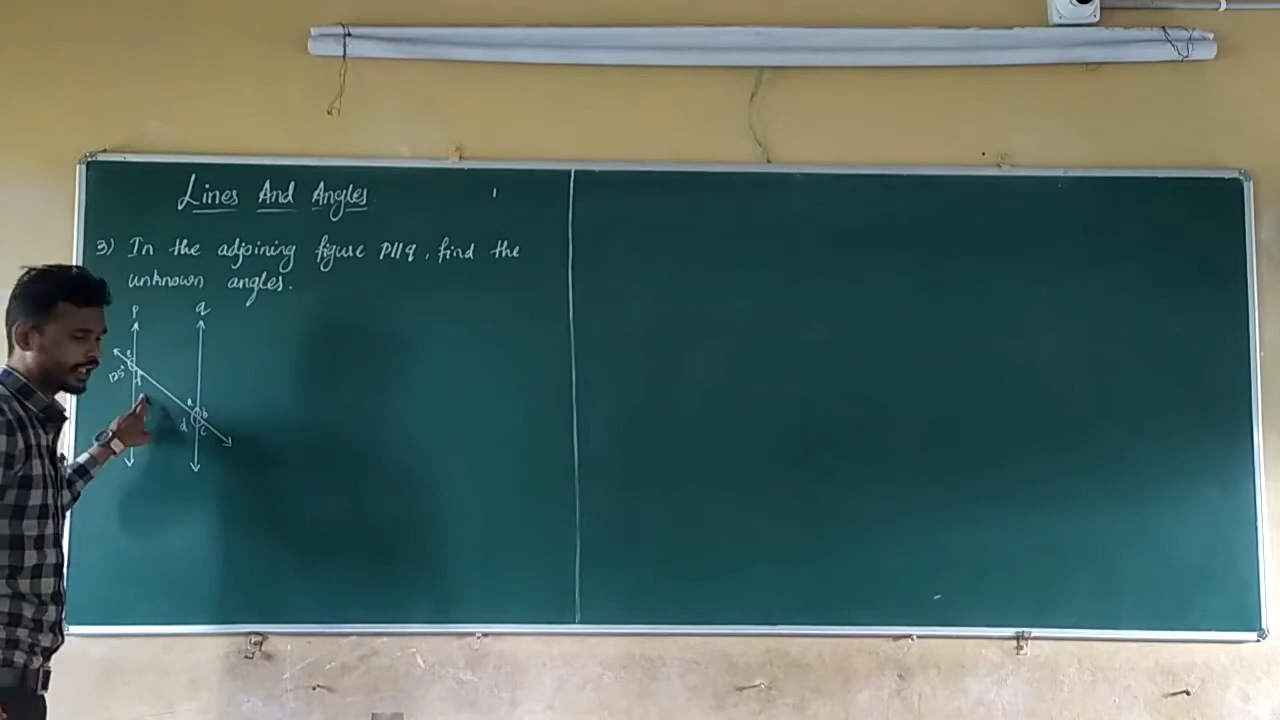 Lines And Angles
3) In the adjoining figure P||q, find the
unknown angles.
p q
e
125°
f
a
b
d
c